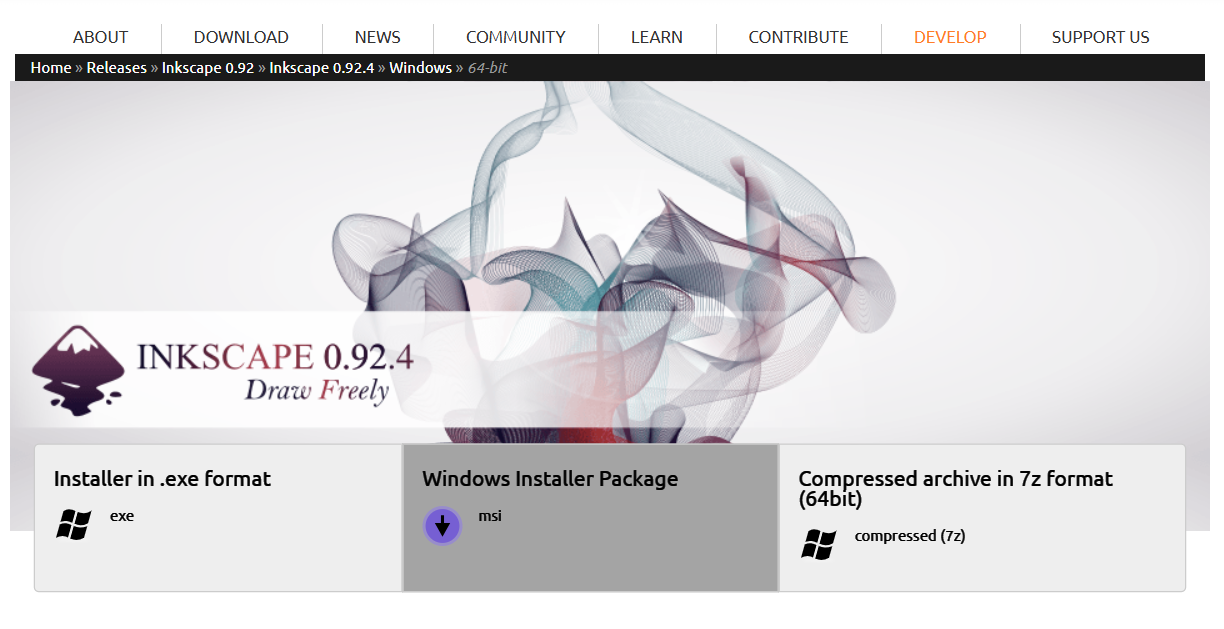 ABOUT DOWNLOAD NEWS COMMUNITY LEARN CONTRIBUTE DEVELOP SUPPORT US
Home » Releases » Inkscape 0.92 » Inkscape 0.92.4 » Windows » 64-bit
INKSCAPE 0.92.4
Draw Freely
Installer in .exe format
exe
Windows Installer Package
msi
Compressed archive in 7z format
(64bit)
compressed (7z)